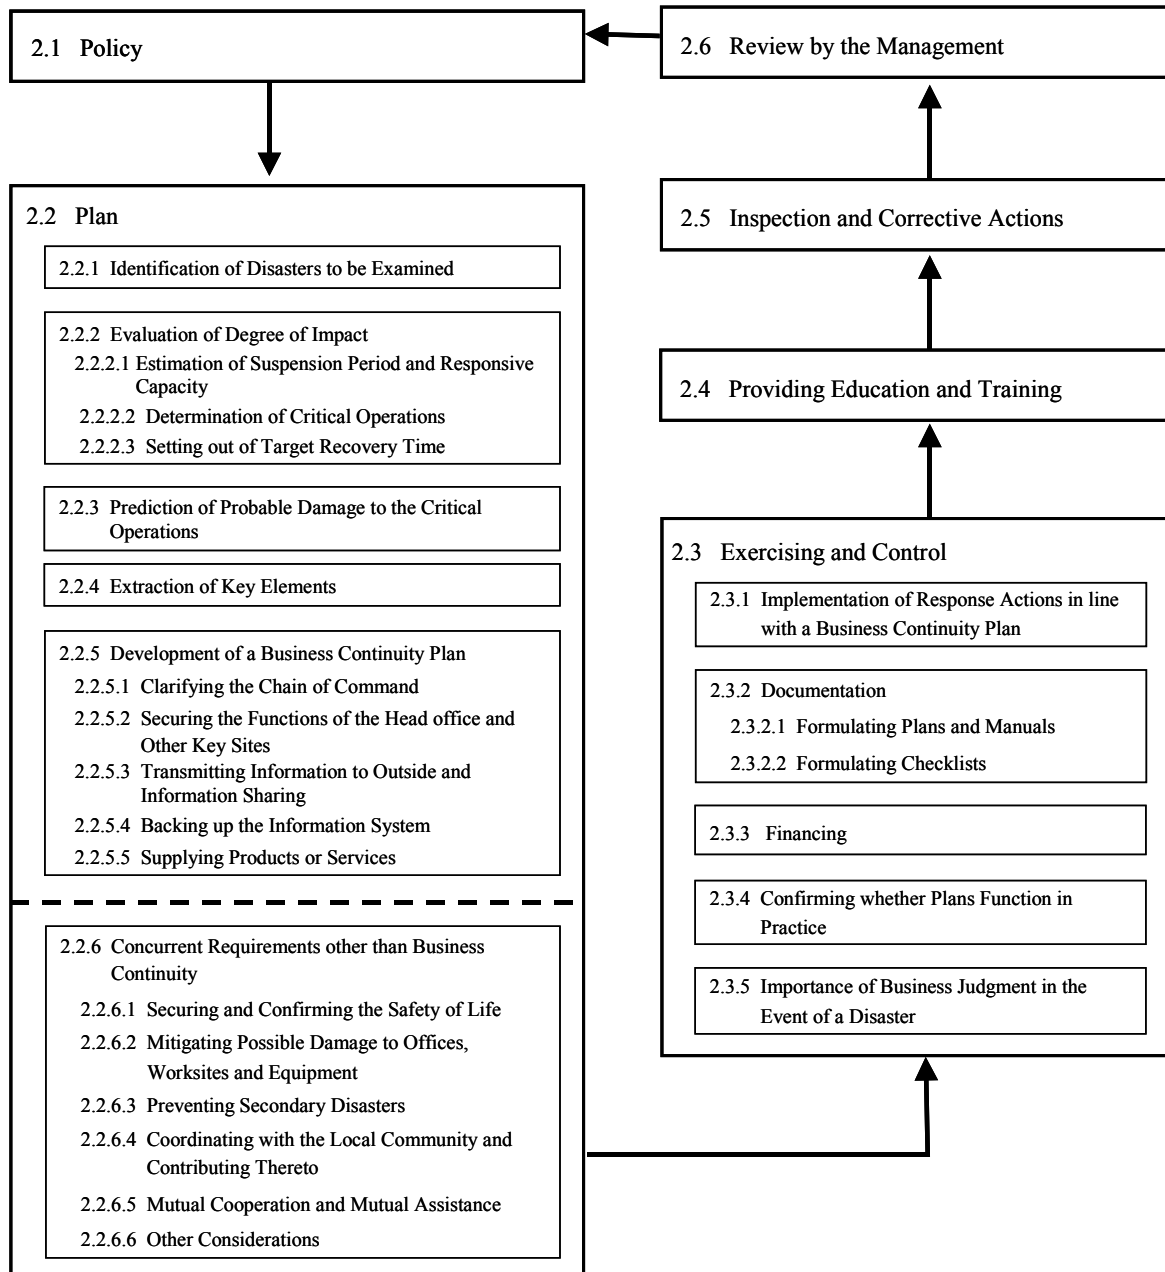 2.1 Policy
2.2 Plan
2.2.1 Identification of Disasters to be Examined
2.2.2 Evaluation of Degree of Impact
2.2.2.1 Estimation of Suspension Period and Responsive
Capacity
2.2.2.2 Determination of Critical Operations
2.2.2.3 Setting out of Target Recovery Time
2.2.3 Prediction of Probable Damage to the Critical
Operations
2.2.4 Extraction of Key Elements
2.2.5 Development of a Business Continuity Plan
2.2.5.1 Clarifying the Chain of Command
2.2.5.2 Securing the Functions of the Head office and
Other Key Sites
2.2.5.3 Transmitting Information to Outside and
Information Sharing
2.2.5.4 Backing up the Information System
2.2.5.5 Supplying Products or Services
2.2.6 Concurrent Requirements other than Business
Continuity
2.2.6.1 Securing and Confirming the Safety of Life
2.2.6.2 Mitigating Possible Damage to Offices,
Worksites and Equipment
2.2.6.3 Preventing Secondary Disasters
2.2.6.4 Coordinating with the Local Community and
Contributing Thereto
2.2.6.5 Mutual Cooperation and Mutual Assistance
2.2.6.6 Other Considerations
2.6 Review by the Management
2.5 Inspection and Corrective Actions
2.4 Providing Education and Training
2.3 Exercising and Control
2.3.1 Implementation of Response Actions in line
with a Business Continuity Plan
2.3.2 Documentation
2.3.2.1 Formulating Plans and Manuals
2.3.2.2 Formulating Checklists
2.3.3 Financing
2.3.4 Confirming whether Plans Function in
Practice
2.3.5 Importance of Business Judgment in the
Event of a Disaster